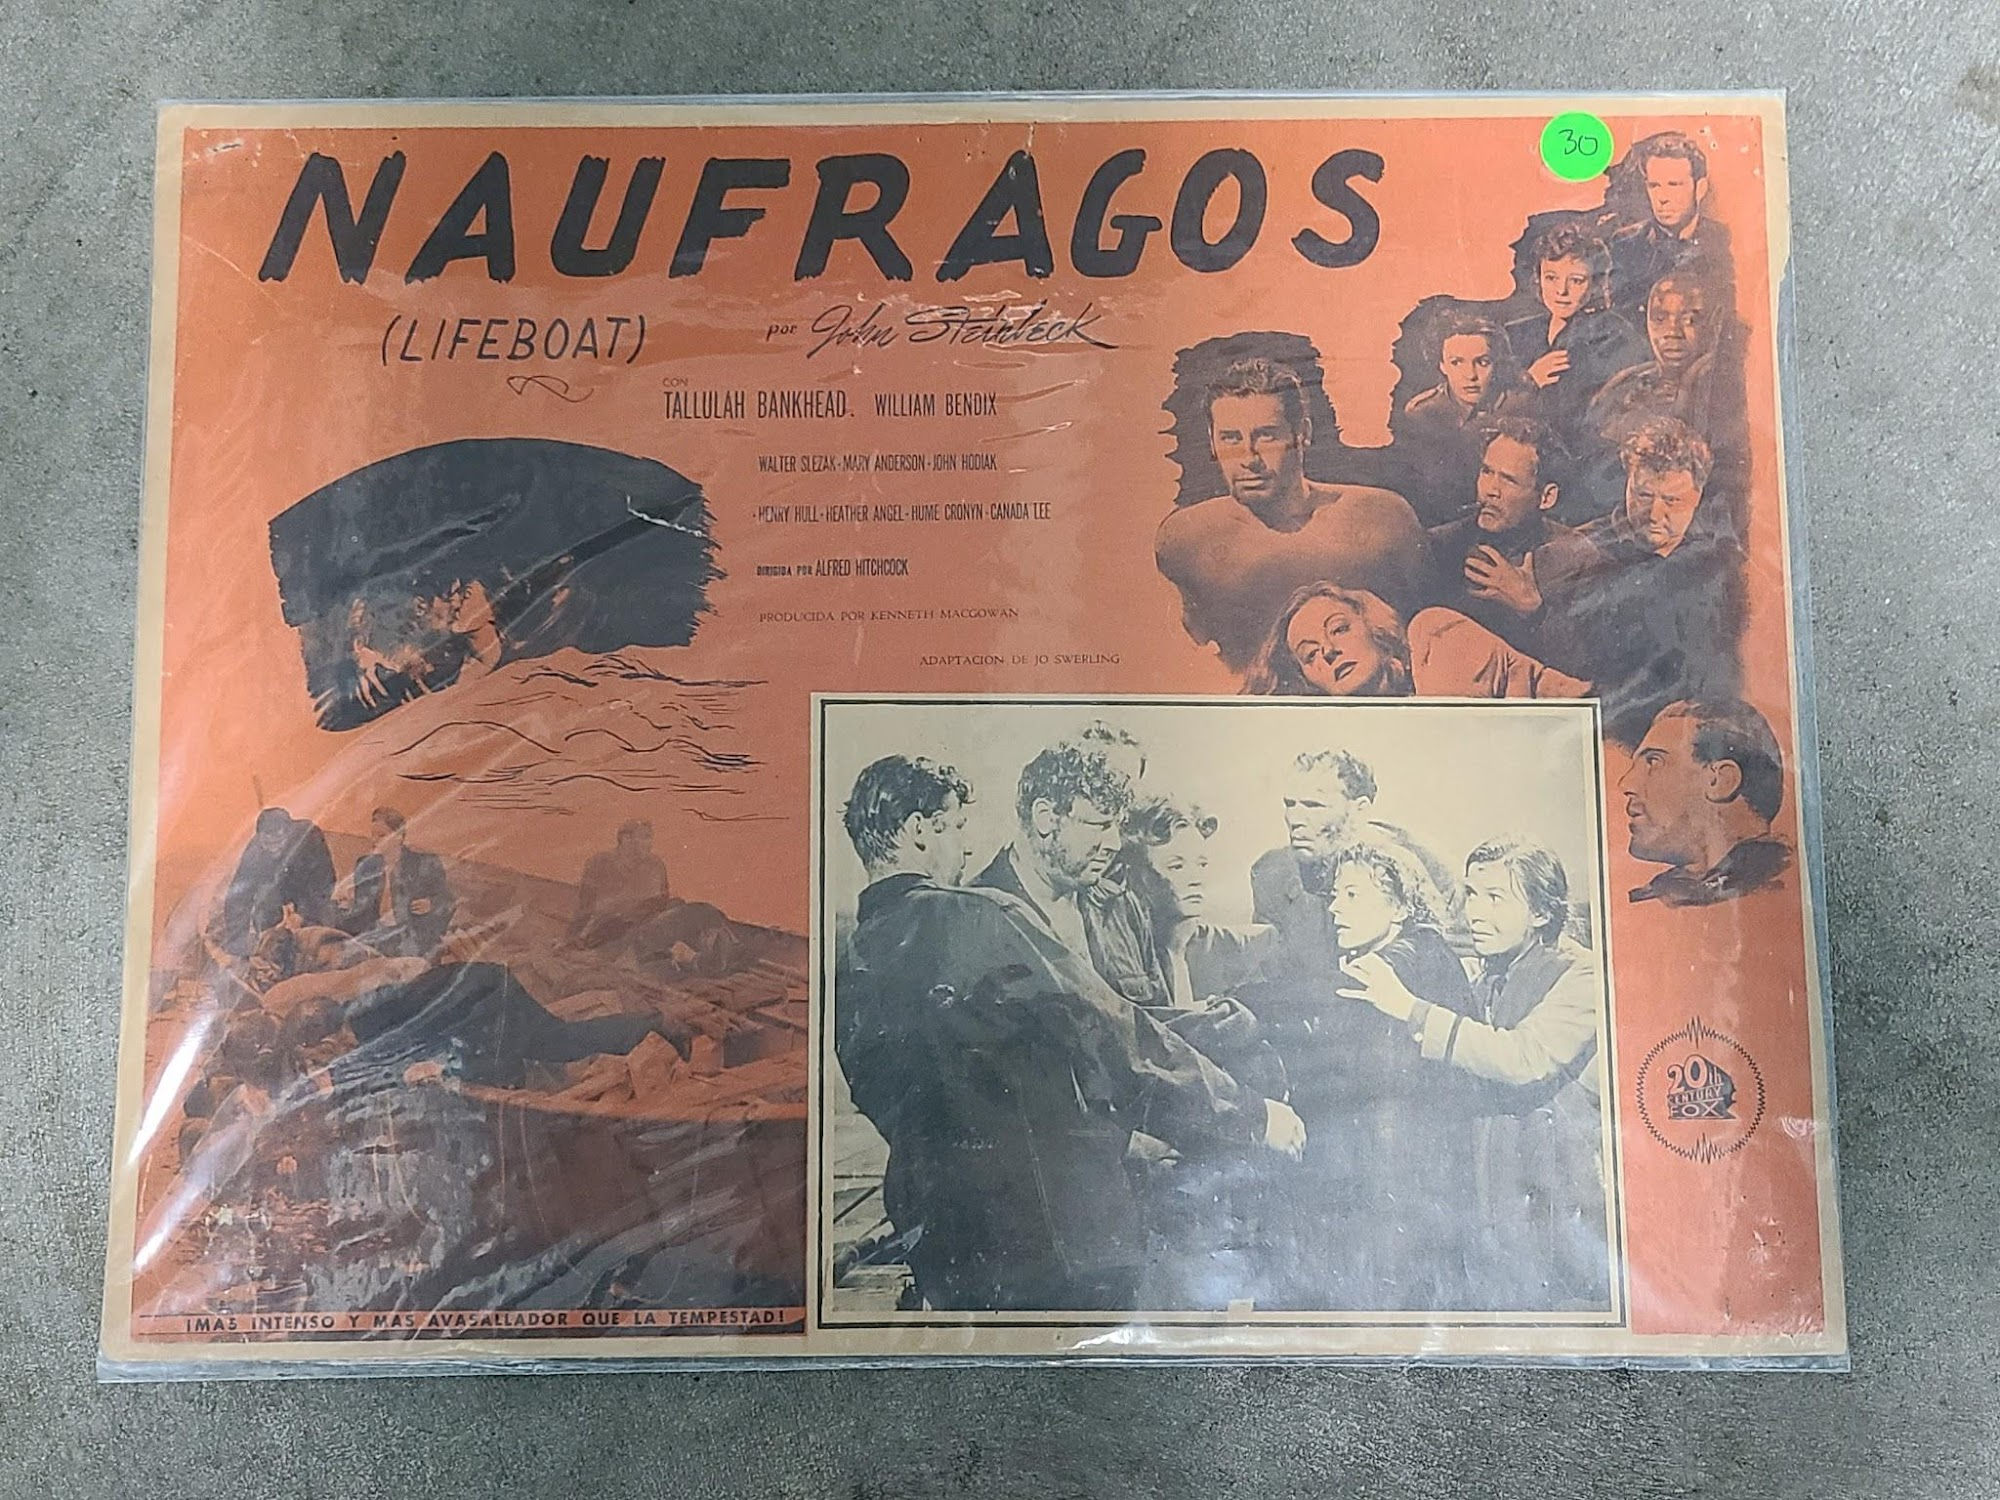 NAUFRAGOS
30
(LIFEBOAT)
por John Steinbeck
CON
TALLULAH BANKHEAD. WILLIAM BENDIX
WALTER SLEZAK · MARY ANDERSON · JOHN HODIAK
· HENRY HULL · HEATHER ANGEL · HUME CRONYN · CANADA LEE
DIRIGIDA POR ALFRED HITCHCOCK
PRODUCIDA POR KENNETH MACGOWAN
ADAPTACION DE JO SWERLING
20th
CENTURY
FOX
¡MAS INTENSO Y MAS AVASALLADOR QUE LA TEMPESTAD!